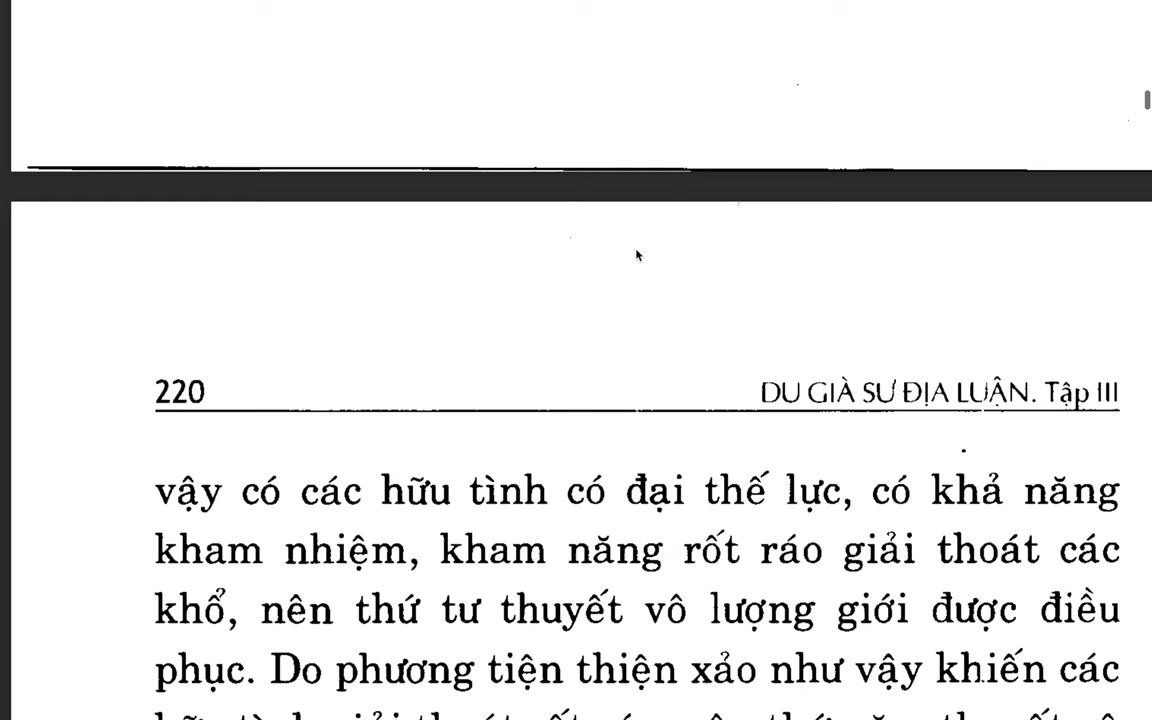 220
DU GIÀ SƯ ĐỊA LUẬN. Tập III
vậy có các hữu tình có đại thế lực, có khả năng
kham nhiệm, kham năng rốt ráo giải thoát các
khổ, nên thứ tư thuyết vô lượng giới được điều
phục. Do phương tiện thiện xảo như vậy khiến các